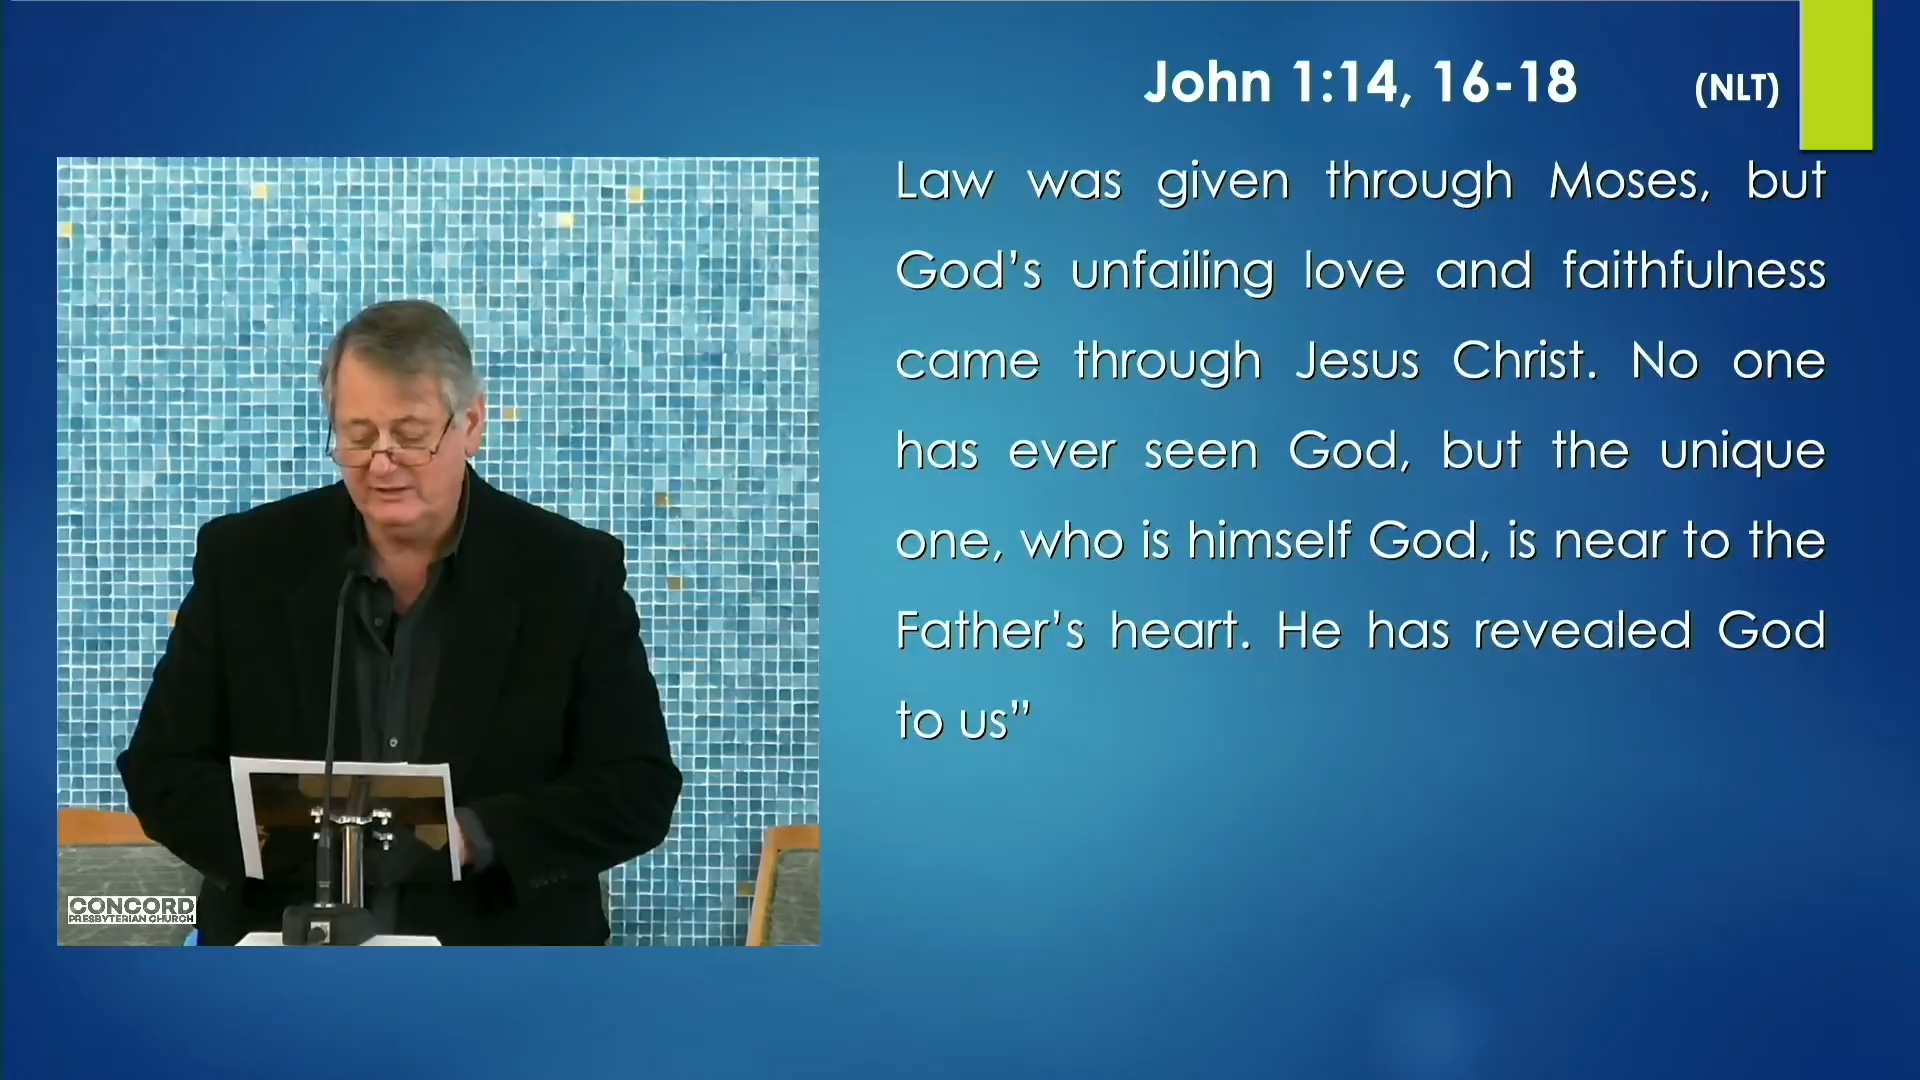 John 1:14, 16-18 (NLT)
Law was given through Moses, but
God’s unfailing love and faithfulness
came through Jesus Christ. No one
has ever seen God, but the unique
one, who is himself God, is near to the
Father’s heart. He has revealed God
to us”
CONCORD
PRESBYTERIAN CHURCH